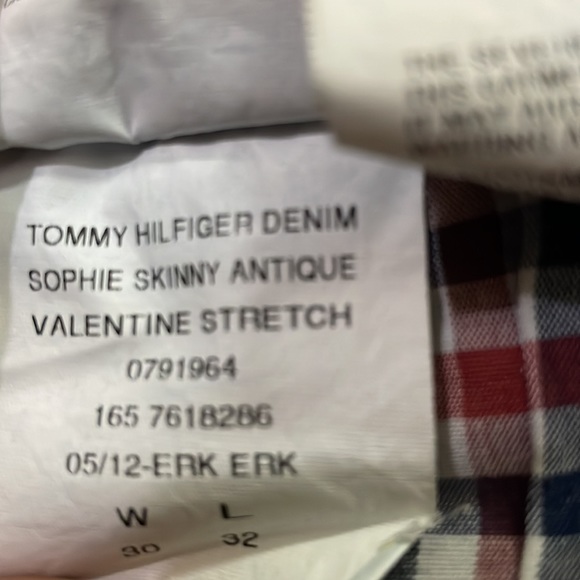 TOMMY HILFIGER DENIM
SOPHIE SKINNY ANTIQUE
VALENTINE STRETCH
0791964
165 7618286
05/12-ERK ERK
W L
30 32